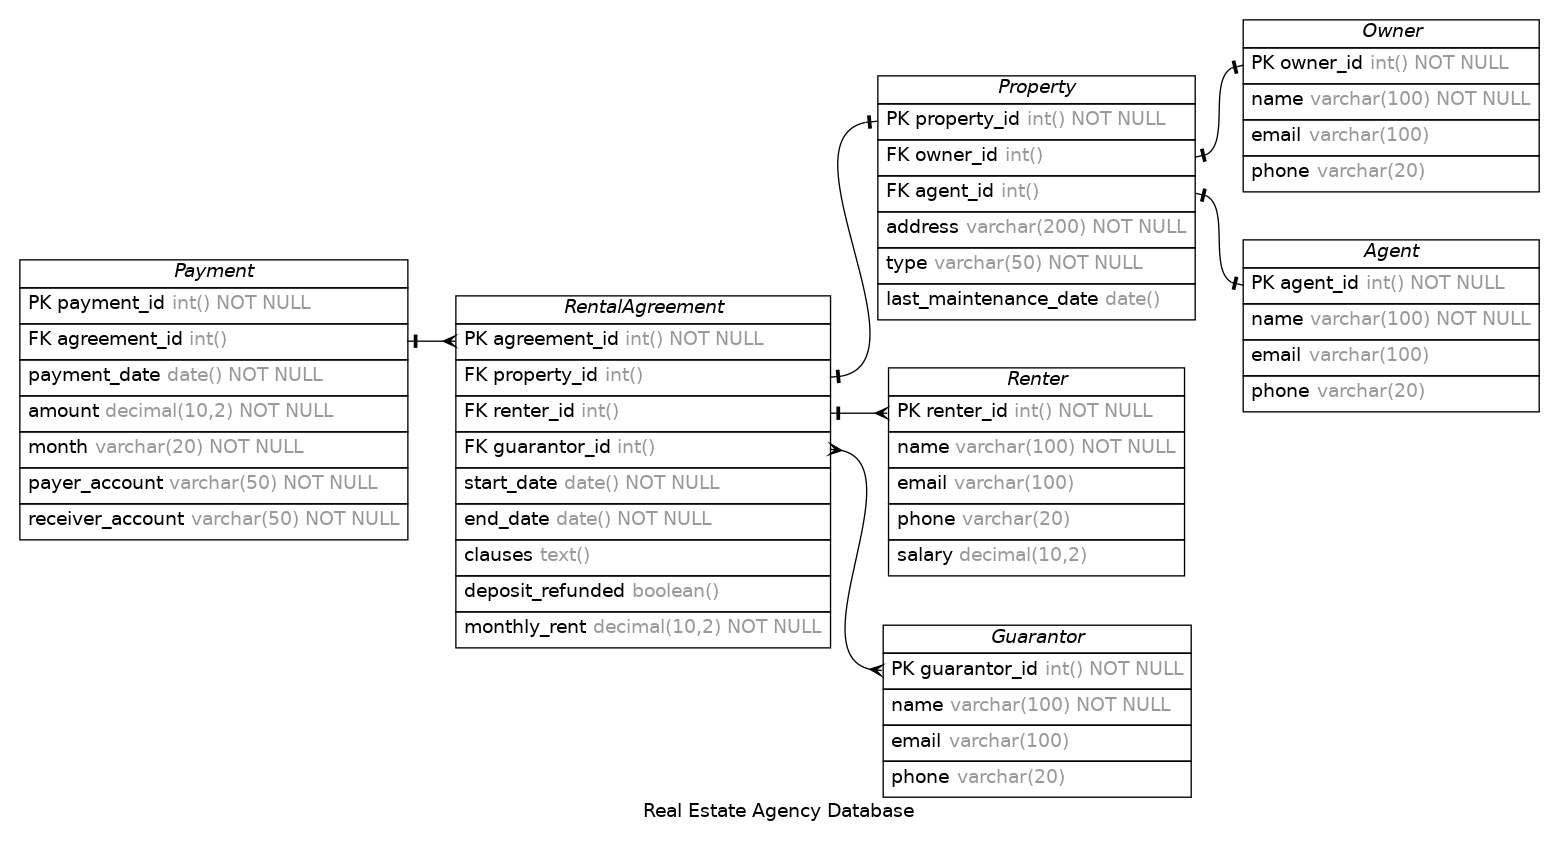 Owner
PK owner_id int() NOT NULL
name varchar(100) NOT NULL
email varchar(100)
phone varchar(20)
Property
PK property_id int() NOT NULL
FK owner_id int()
FK agent_id int()
address varchar(200) NOT NULL
type varchar(50) NOT NULL
last_maintenance_date date()
Agent
PK agent_id int() NOT NULL
name varchar(100) NOT NULL
email varchar(100)
phone varchar(20)
Payment
PK payment_id int() NOT NULL
FK agreement_id int()
payment_date date() NOT NULL
amount decimal(10,2) NOT NULL
month varchar(20) NOT NULL
payer_account varchar(50) NOT NULL
receiver_account varchar(50) NOT NULL
RentalAgreement
PK agreement_id int() NOT NULL
FK property_id int()
FK renter_id int()
FK guarantor_id int()
start_date date() NOT NULL
end_date date() NOT NULL
clauses text()
deposit_refunded boolean()
monthly_rent decimal(10,2) NOT NULL
Renter
PK renter_id int() NOT NULL
name varchar(100) NOT NULL
email varchar(100)
phone varchar(20)
salary decimal(10,2)
Guarantor
PK guarantor_id int() NOT NULL
name varchar(100) NOT NULL
email varchar(100)
phone varchar(20)
Real Estate Agency Database